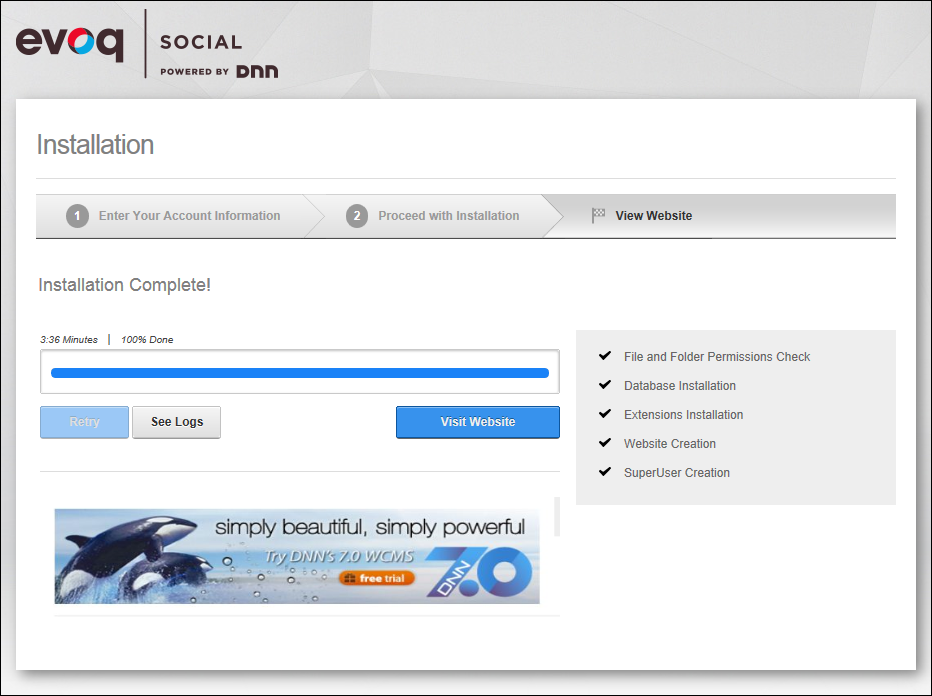 evoq
SOCIAL
POWERED BY DNN
Installation
1 Enter Your Account Information
2 Proceed with Installation
View Website
Installation Complete!
3:36 Minutes | 100% Done
Retry
See Logs
Visit Website
File and Folder Permissions Check
Database Installation
Extensions Installation
Website Creation
SuperUser Creation
simply beautiful, simply powerful
Try DNN's 7.0 WCMS
free trial
DNN 7.0